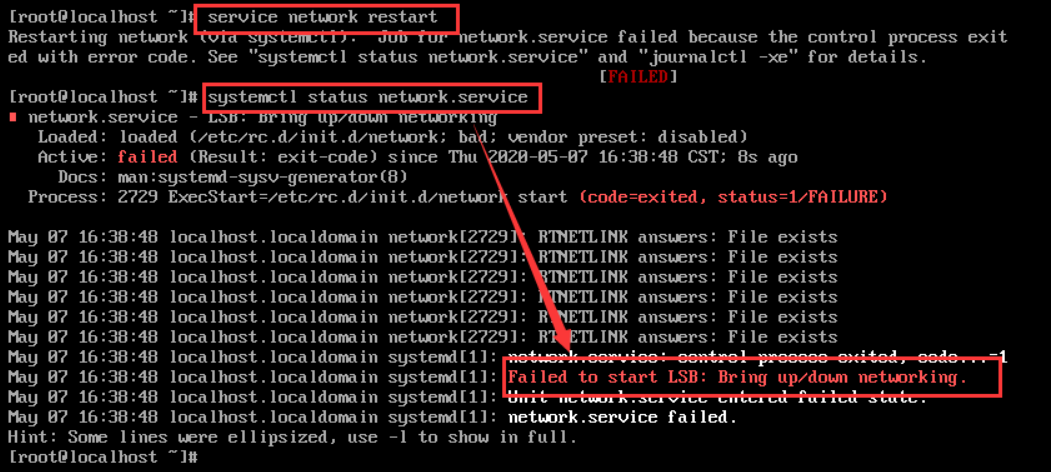 [root@localhost ~]# service network restart
Restarting network (via systemctl):  Job for network.service failed because the control process exit
ed with error code. See "systemctl status network.service" and "journalctl -xe" for details.
[FAILED]
[root@localhost ~]# systemctl status network.service
network.service - LSB: Bring up/down networking
Loaded: loaded (/etc/rc.d/init.d/network; bad; vendor preset: disabled)
Active: failed (Result: exit-code) since Thu 2020-05-07 16:38:48 CST; 8s ago
Docs: man:systemd-sysv-generator(8)
Process: 2729 ExecStart=/etc/rc.d/init.d/network start (code=exited, status=1/FAILURE)
May 07 16:38:48 localhost.localdomain network[2729]: RTNETLINK answers: File exists
May 07 16:38:48 localhost.localdomain network[2729]: RTNETLINK answers: File exists
May 07 16:38:48 localhost.localdomain network[2729]: RTNETLINK answers: File exists
May 07 16:38:48 localhost.localdomain network[2729]: RTNETLINK answers: File exists
May 07 16:38:48 localhost.localdomain network[2729]: RTNETLINK answers: File exists
May 07 16:38:48 localhost.localdomain network[2729]: RTNETLINK answers: File exists
May 07 16:38:48 localhost.localdomain systemd[1]: network.service: control process exited, code...=1
May 07 16:38:48 localhost.localdomain systemd[1]: Failed to start LSB: Bring up/down networking.
May 07 16:38:48 localhost.localdomain systemd[1]: Unit network.service entered failed state.
May 07 16:38:48 localhost.localdomain systemd[1]: network.service failed.
Hint: Some lines were ellipsized, use -l to show in full.
[root@localhost ~]#